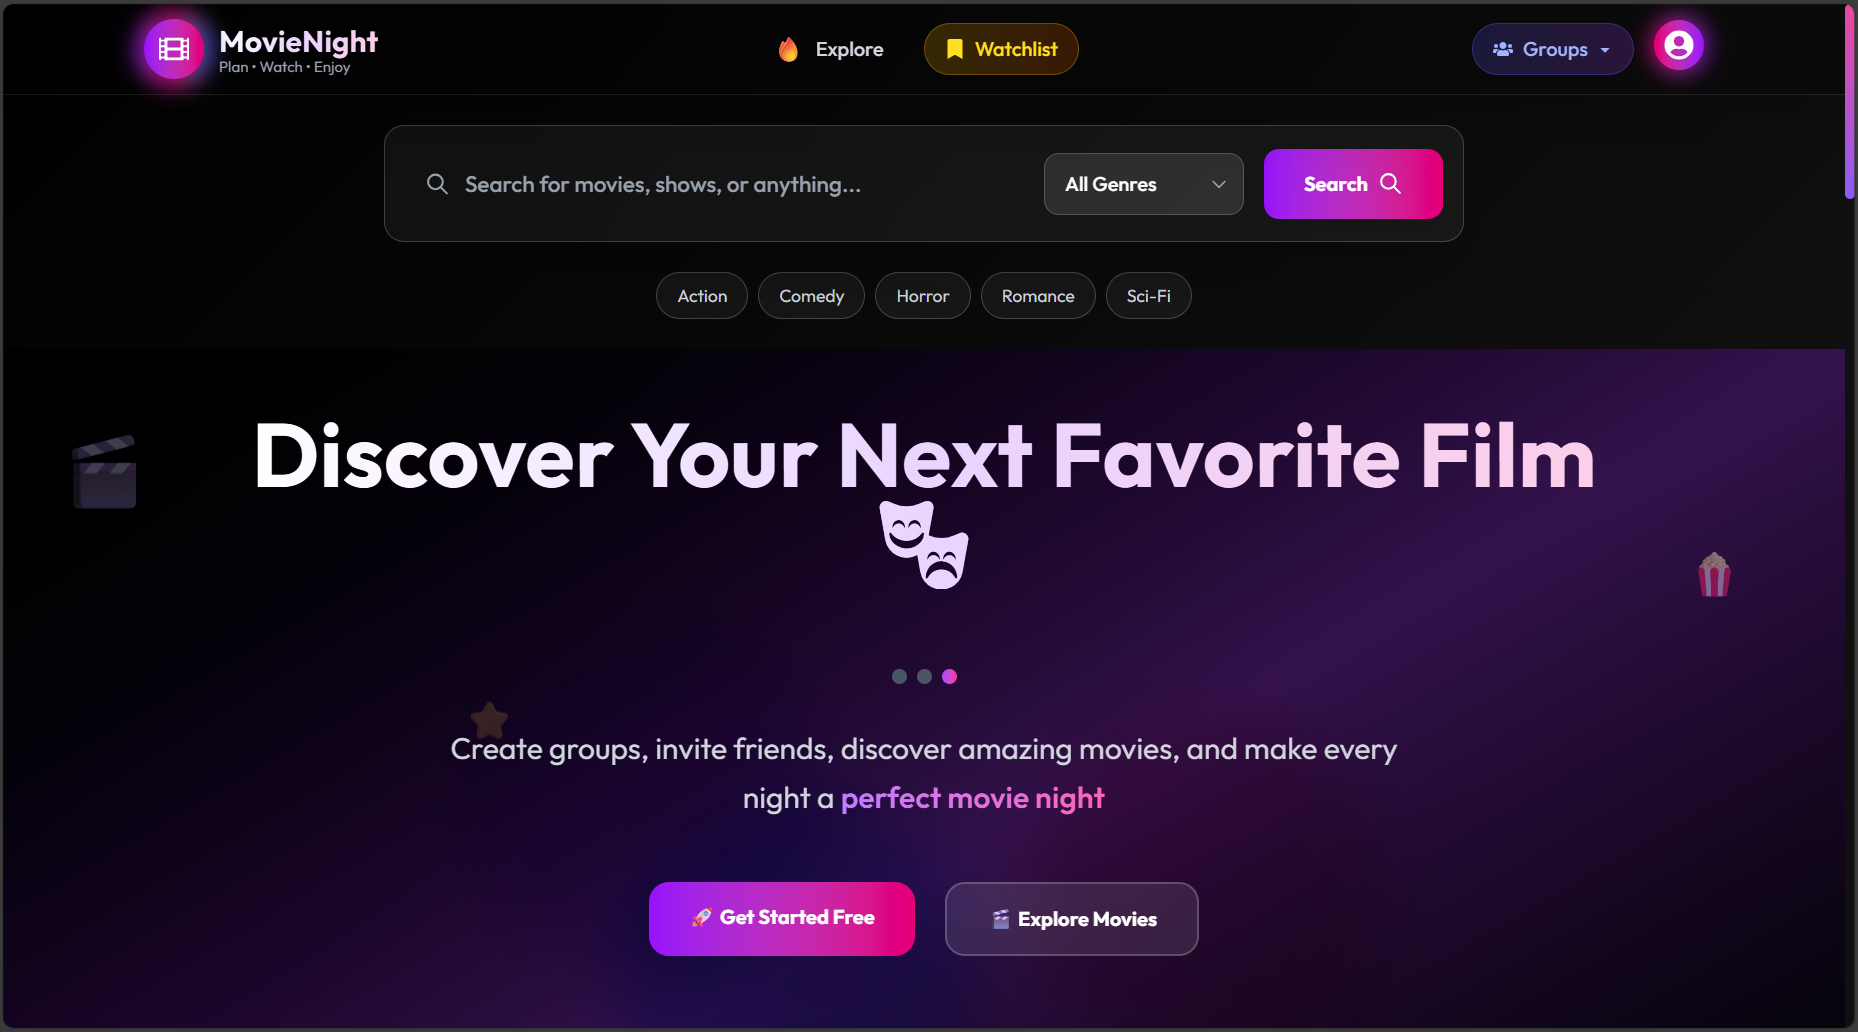 MovieNight
Plan • Watch • Enjoy
Explore
Watchlist
Groups
Search for movies, shows, or anything...
All Genres
Search
Action
Comedy
Horror
Romance
Sci-Fi
Discover Your Next Favorite Film
Create groups, invite friends, discover amazing movies, and make every
night a perfect movie night
Get Started Free
Explore Movies